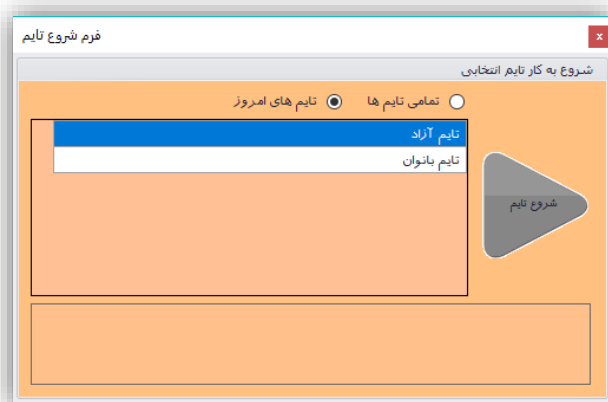 فرم شروع تایم
شروع به کار تایم انتخابی
تمامی تایم ها
تایم های امروز
تایم آزاد
تایم بانوان
شروع تایم